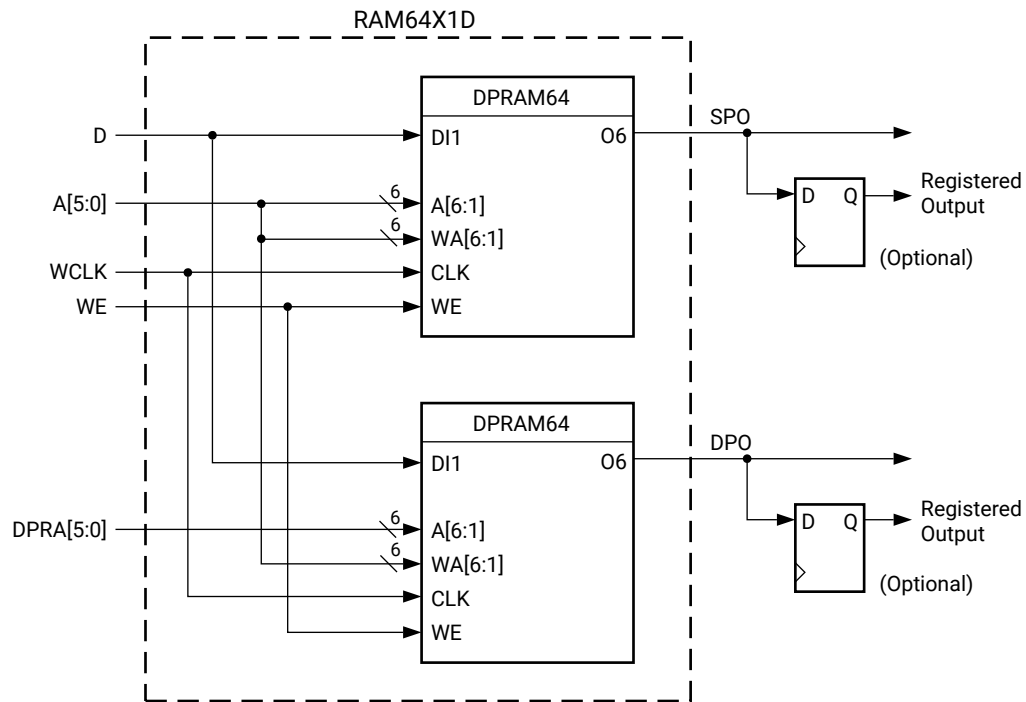 RAM64X1D
DPRAM64
D
DI1
O6
SPO
A[5:0]
6
A[6:1]
6
WA[6:1]
WCLK
CLK
WE
WE
D
Q
Registered
Output
(Optional)
DPRAM64
DI1
O6
DPO
DPRA[5:0]
6
A[6:1]
6
WA[6:1]
CLK
WE
D
Q
Registered
Output
(Optional)